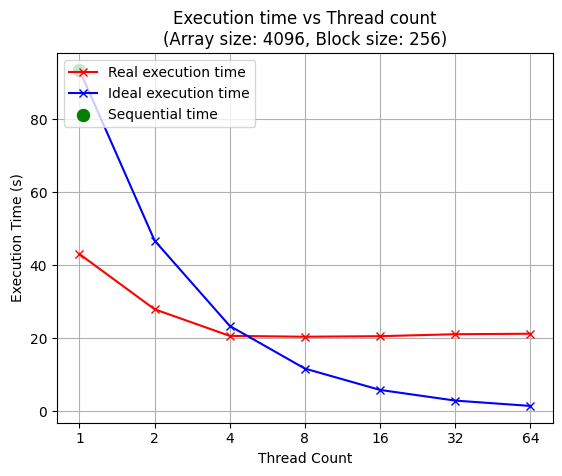 Execution time vs Thread count
(Array size: 4096, Block size: 256)
Real execution time
Ideal execution time
Sequential time
Execution Time (s)
80
60
40
20
0
1 2 4 8 16 32 64
Thread Count